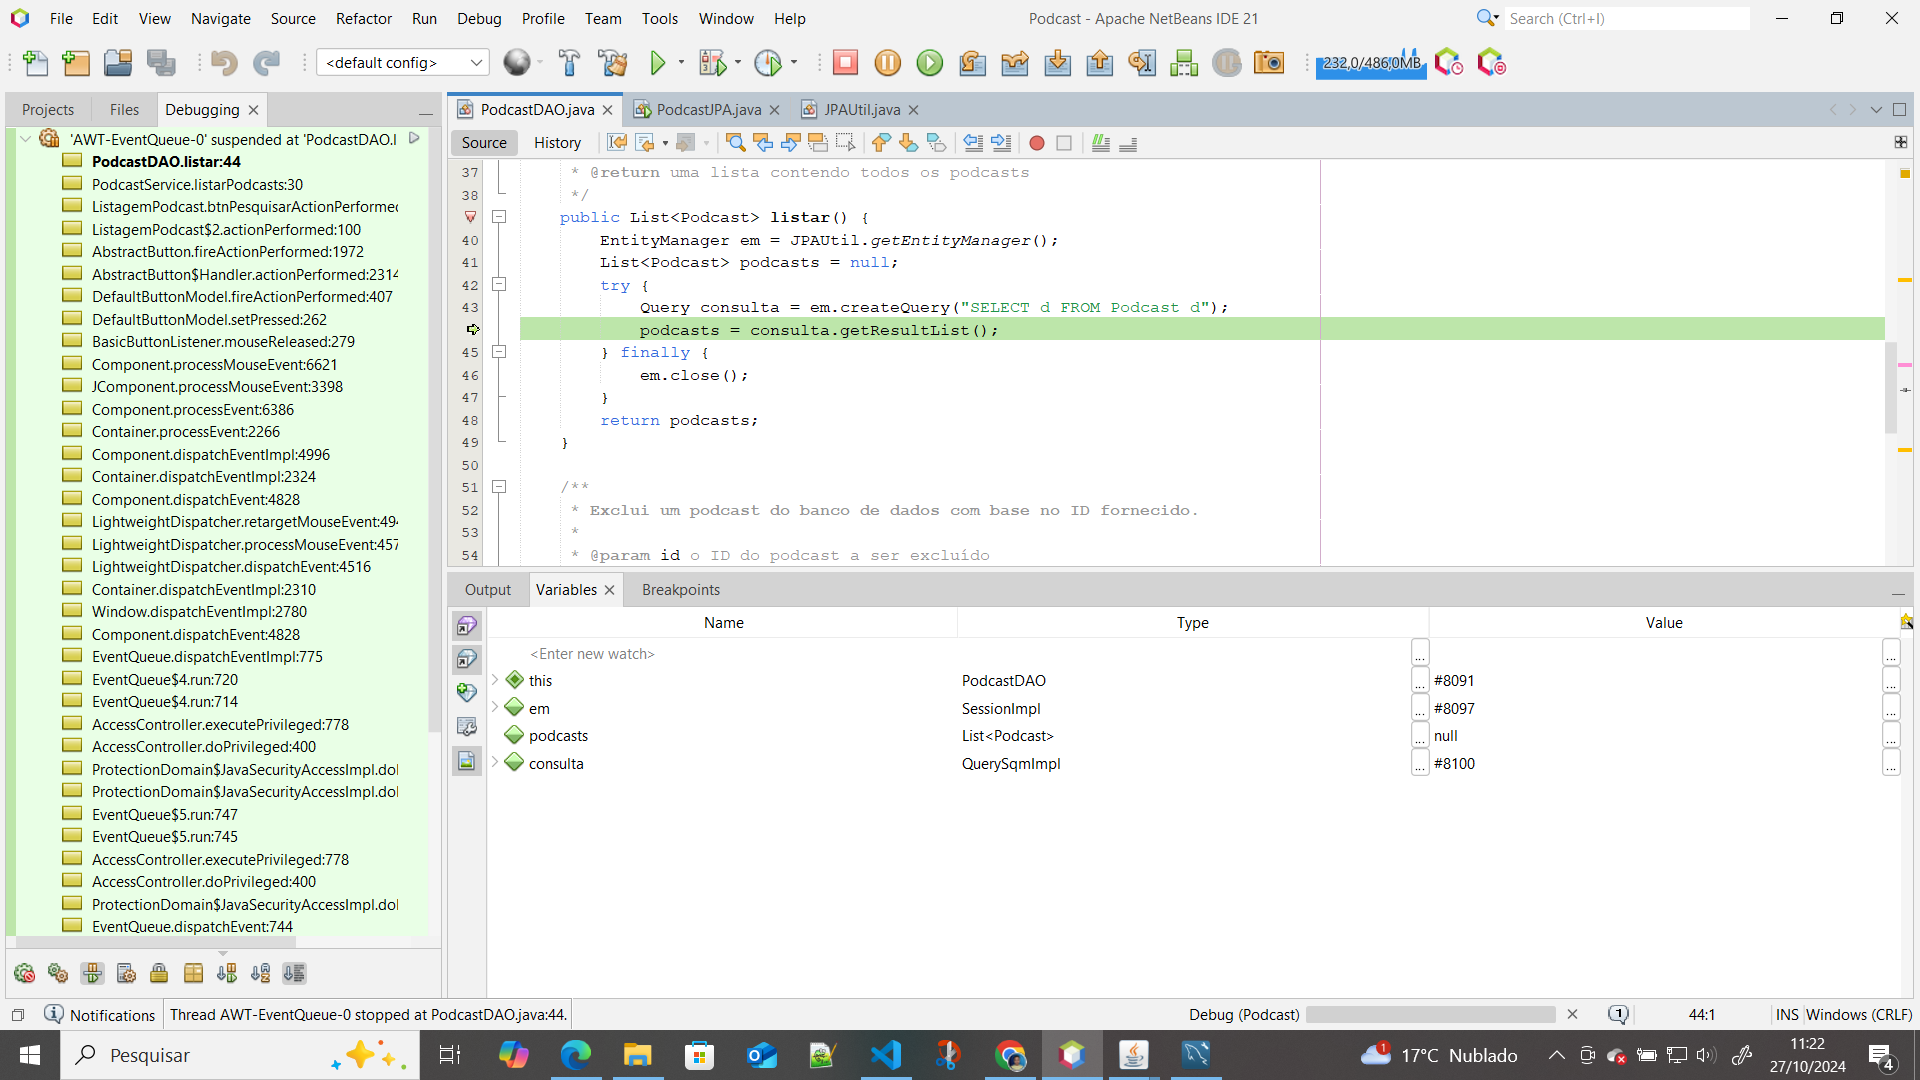 File Edit View Navigate Source Refactor Run Debug Profile Team Tools Window Help
Podcast - Apache NetBeans IDE 21
Search (Ctrl+I)
<default config>
232,0/486,0MB
Projects Files Debugging
PodcastDAO.java PodcastJPA.java JPAUtil.java
Source History
'AWT-EventQueue-0' suspended at 'PodcastDAO.l
PodcastDAO.listar:44
PodcastService.listarPodcasts:30
ListagemPodcast.btnPesquisarActionPerformed
ListagemPodcast$2.actionPerformed:100
AbstractButton.fireActionPerformed:1972
AbstractButton$Handler.actionPerformed:2314
DefaultButtonModel.fireActionPerformed:407
DefaultButtonModel.setPressed:262
BasicButtonListener.mouseReleased:279
Component.processMouseEvent:6621
JComponent.processMouseEvent:3398
Component.processEvent:6386
Container.processEvent:2266
Component.dispatchEventImpl:4996
Container.dispatchEventImpl:2324
Component.dispatchEvent:4828
LightweightDispatcher.retargetMouseEvent:494
LightweightDispatcher.processMouseEvent:457
LightweightDispatcher.dispatchEvent:4516
Container.dispatchEventImpl:2310
Window.dispatchEventImpl:2780
Component.dispatchEvent:4828
EventQueue.dispatchEventImpl:775
EventQueue$4.run:720
EventQueue$4.run:714
AccessController.executePrivileged:778
AccessController.doPrivileged:400
ProtectionDomain$JavaSecurityAccessImpl.dol
ProtectionDomain$JavaSecurityAccessImpl.dol
EventQueue$5.run:747
EventQueue$5.run:745
AccessController.executePrivileged:778
AccessController.doPrivileged:400
ProtectionDomain$JavaSecurityAccessImpl.dol
EventQueue.dispatchEvent:744
37 * @return uma lista contendo todos os podcasts
38 */
public List<Podcast> listar() {
40 EntityManager em = JPAUtil.getEntityManager();
41 List<Podcast> podcasts = null;
42 try {
43 Query consulta = em.createQuery("SELECT d FROM Podcast d");
podcasts = consulta.getResultList();
45 } finally {
46 em.close();
47 }
48 return podcasts;
49 }
50
51 /**
52 * Exclui um podcast do banco de dados com base no ID fornecido.
53 *
54 * @param id o ID do podcast a ser excluído
Output Variables Breakpoints
Name Type Value
<Enter new watch> ... ...
this PodcastDAO ... #8091 ...
em SessionImpl ... #8097 ...
podcasts List<Podcast> ... null ...
consulta QuerySqmImpl ... #8100 ...
Notifications Thread AWT-EventQueue-0 stopped at PodcastDAO.java:44. Debug (Podcast) 1 44:1 INS Windows (CRLF)
Pesquisar
1 17°C Nublado
11:22
27/10/2024
4